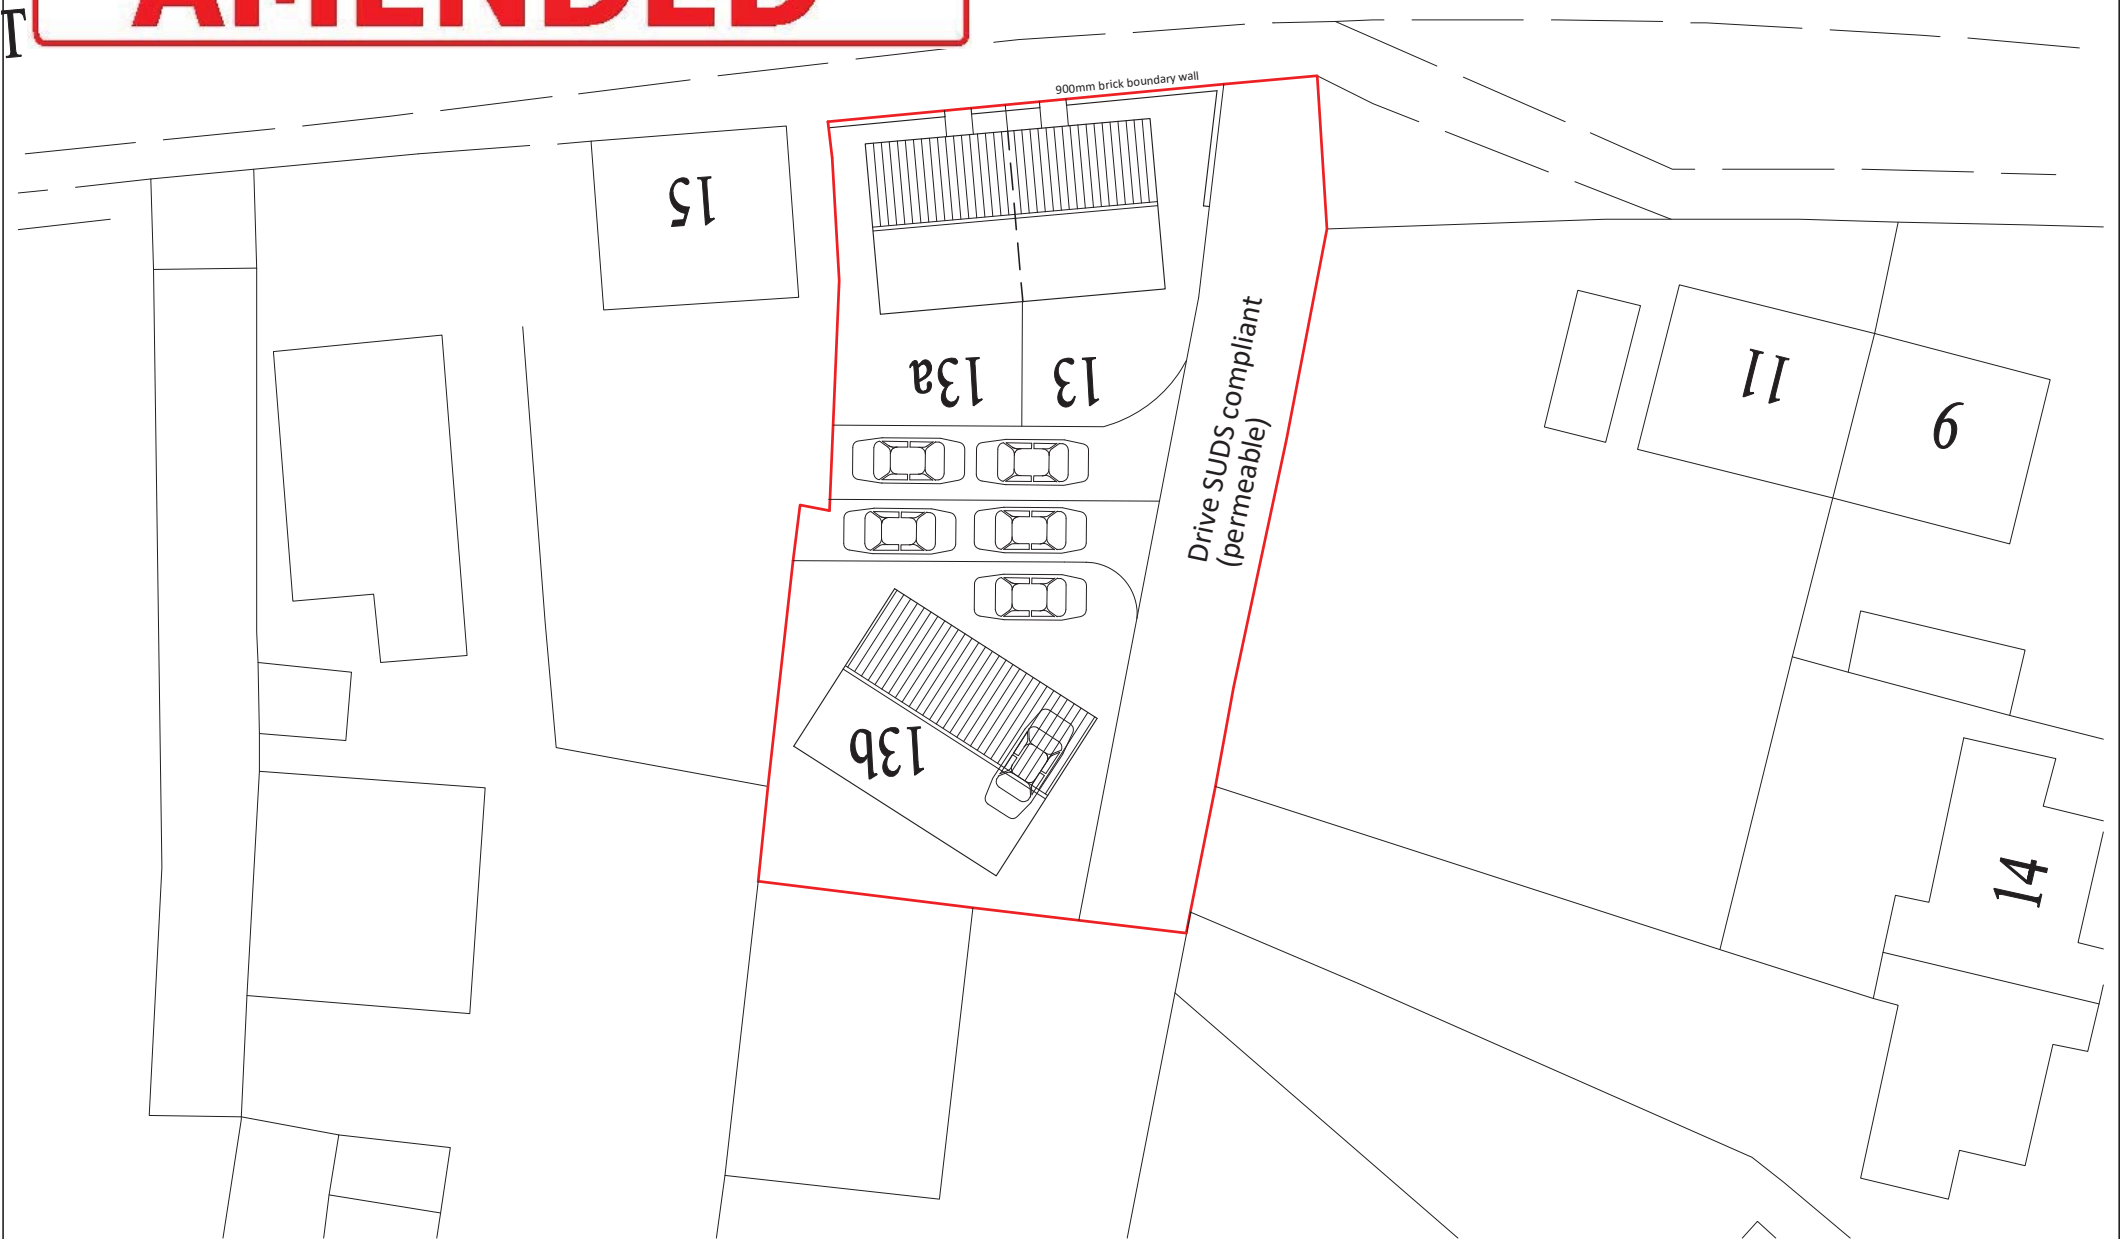 AMENDED
900mm brick boundary wall
15
13a
13
11
9
Drive SUDS compliant
(permeable)
13b
14